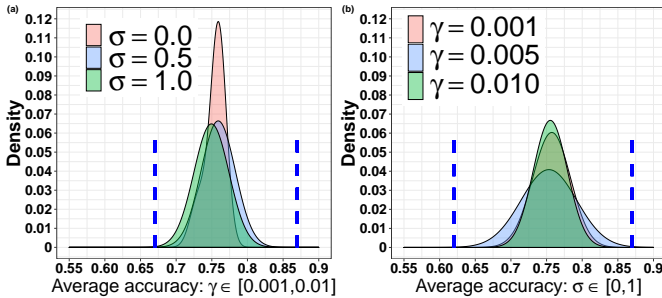 (a)
Density
0.12
0.11
0.10
0.09
0.08
0.07
0.06
0.05
0.04
0.03
0.02
0.01
0
σ = 0.0
σ = 0.5
σ = 1.0
0.55 0.60 0.65 0.7 0.75 0.8 0.85 0.9
Average accuracy: γ ∈ [0.001,0.01]
(b)
Density
0.12
0.11
0.10
0.09
0.08
0.07
0.06
0.05
0.04
0.03
0.02
0.01
0
γ = 0.001
γ = 0.005
γ = 0.010
0.55 0.60 0.65 0.7 0.75 0.8 0.85 0.9
Average accuracy: σ ∈ [0,1]